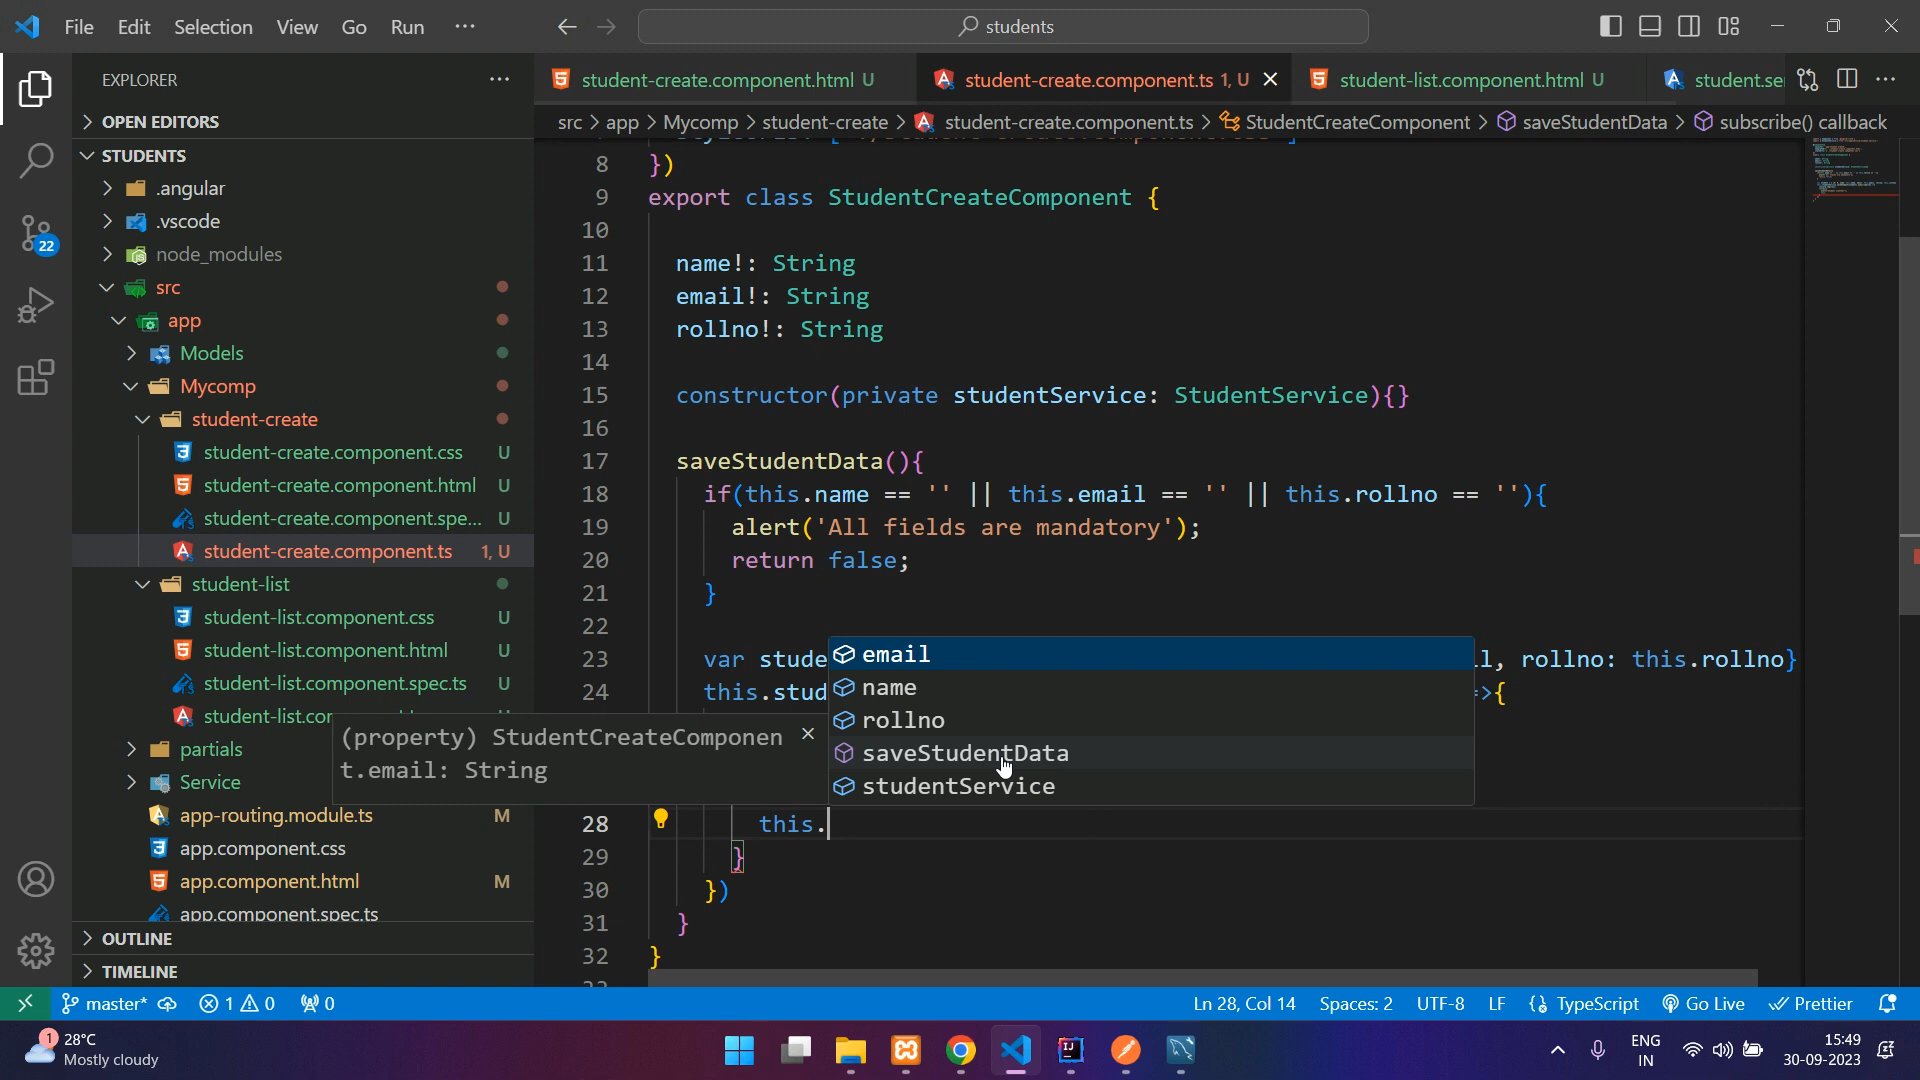 File Edit Selection View Go Run ···
students
EXPLORER
OPEN EDITORS
STUDENTS
.angular
.vscode
node_modules
src
app
Models
Mycomp
student-create
student-create.component.css U
student-create.component.html U
student-create.component.spe... U
student-create.component.ts 1, U
student-list
student-list.component.css U
student-list.component.html U
student-list.component.spec.ts U
student-list.cor
partials
Service
app-routing.module.ts M
app.component.css
app.component.html M
app.component.spec.ts
OUTLINE
TIMELINE
22
student-create.component.html U
student-create.component.ts 1, U
student-list.component.html U
student.se
src > app > Mycomp > student-create > student-create.component.ts > StudentCreateComponent > saveStudentData > subscribe() callback
8 })
9 export class StudentCreateComponent {
10
11 name!: String
12 email!: String
13 rollno!: String
14
15 constructor(private studentService: StudentService){}
16
17 saveStudentData(){
18 if(this.name == '' || this.email == '' || this.rollno == ''){
19 alert('All fields are mandatory');
20 return false;
21 }
22
23 var stude l, rollno: this.rollno}
24 this.stud =>{
email
name
rollno
saveStudentData
studentService
(property) StudentCreateComponen
t.email: String
28 this.
29 }
30 })
31 }
32 }
master* 1 0 0
Ln 28, Col 14 Spaces: 2 UTF-8 LF {} TypeScript Go Live Prettier
1 28°C
Mostly cloudy
ENG
IN
15:49
30-09-2023